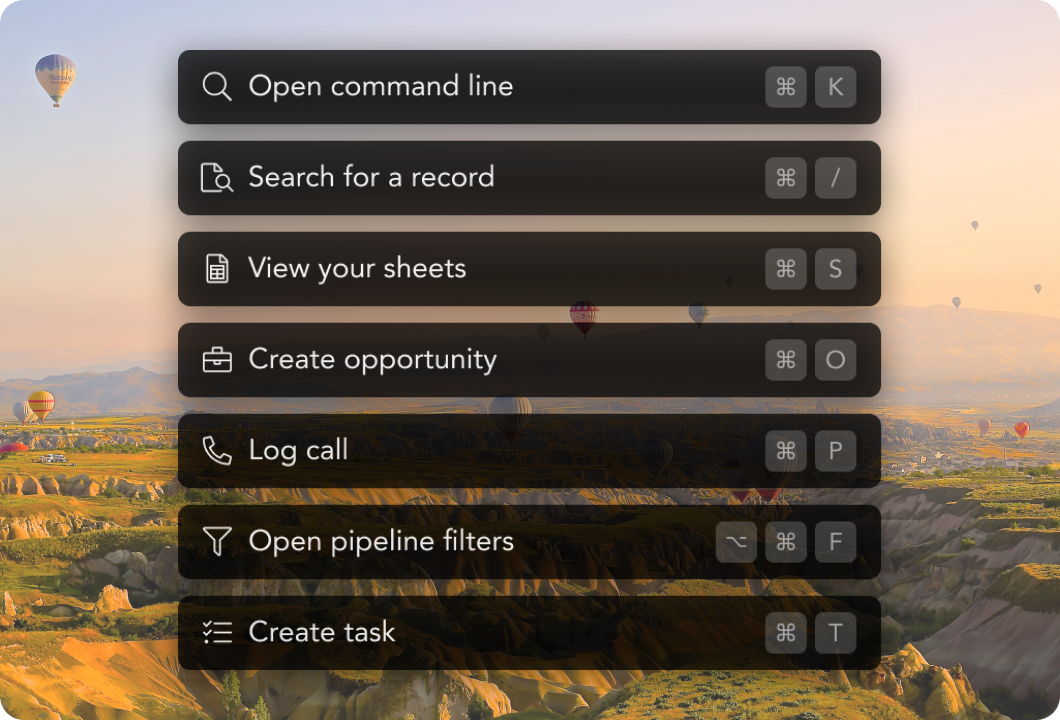 Open command line ⌘ K
Search for a record ⌘ /
View your sheets ⌘ S
Create opportunity ⌘ O
Log call ⌘ P
Open pipeline filters ⌥ ⌘ F
Create task ⌘ T